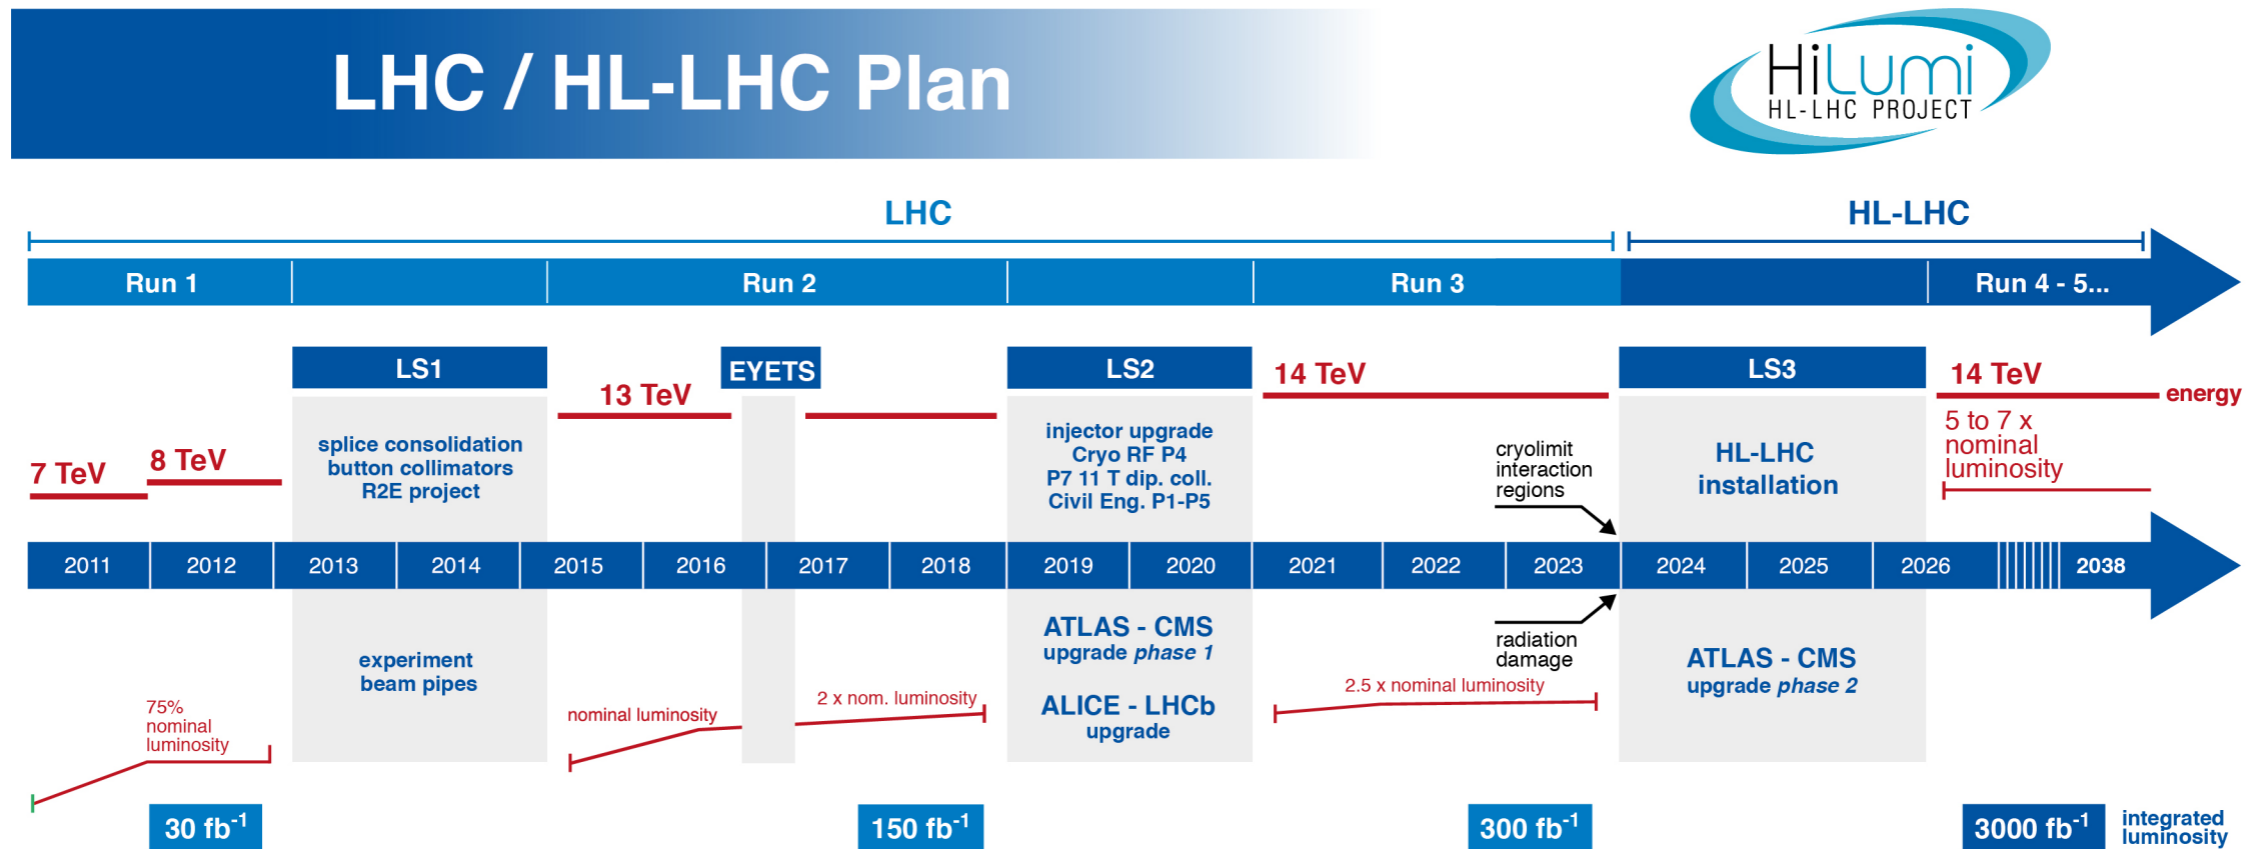 LHC / HL-LHC Plan
HiLumi
HL-LHC PROJECT
LHC
HL-LHC
Run 1
Run 2
Run 3
Run 4 - 5...
LS1
EYETS
LS2
LS3
7 TeV
8 TeV
13 TeV
14 TeV
14 TeV
energy
splice consolidation
button collimators
R2E project
injector upgrade
Cryo RF P4
P7 11 T dip. coll.
Civil Eng. P1-P5
cryolimit
interaction
regions
HL-LHC
installation
5 to 7 x
nominal
luminosity
2011
2012
2013
2014
2015
2016
2017
2018
2019
2020
2021
2022
2023
2024
2025
2026
2038
experiment
beam pipes
ATLAS - CMS
upgrade phase 1
ALICE - LHCb
upgrade
radiation
damage
ATLAS - CMS
upgrade phase 2
75%
nominal
luminosity
nominal luminosity
2 x nom. luminosity
2.5 x nominal luminosity
30 fb-1
150 fb-1
300 fb-1
3000 fb-1
integrated
luminosity